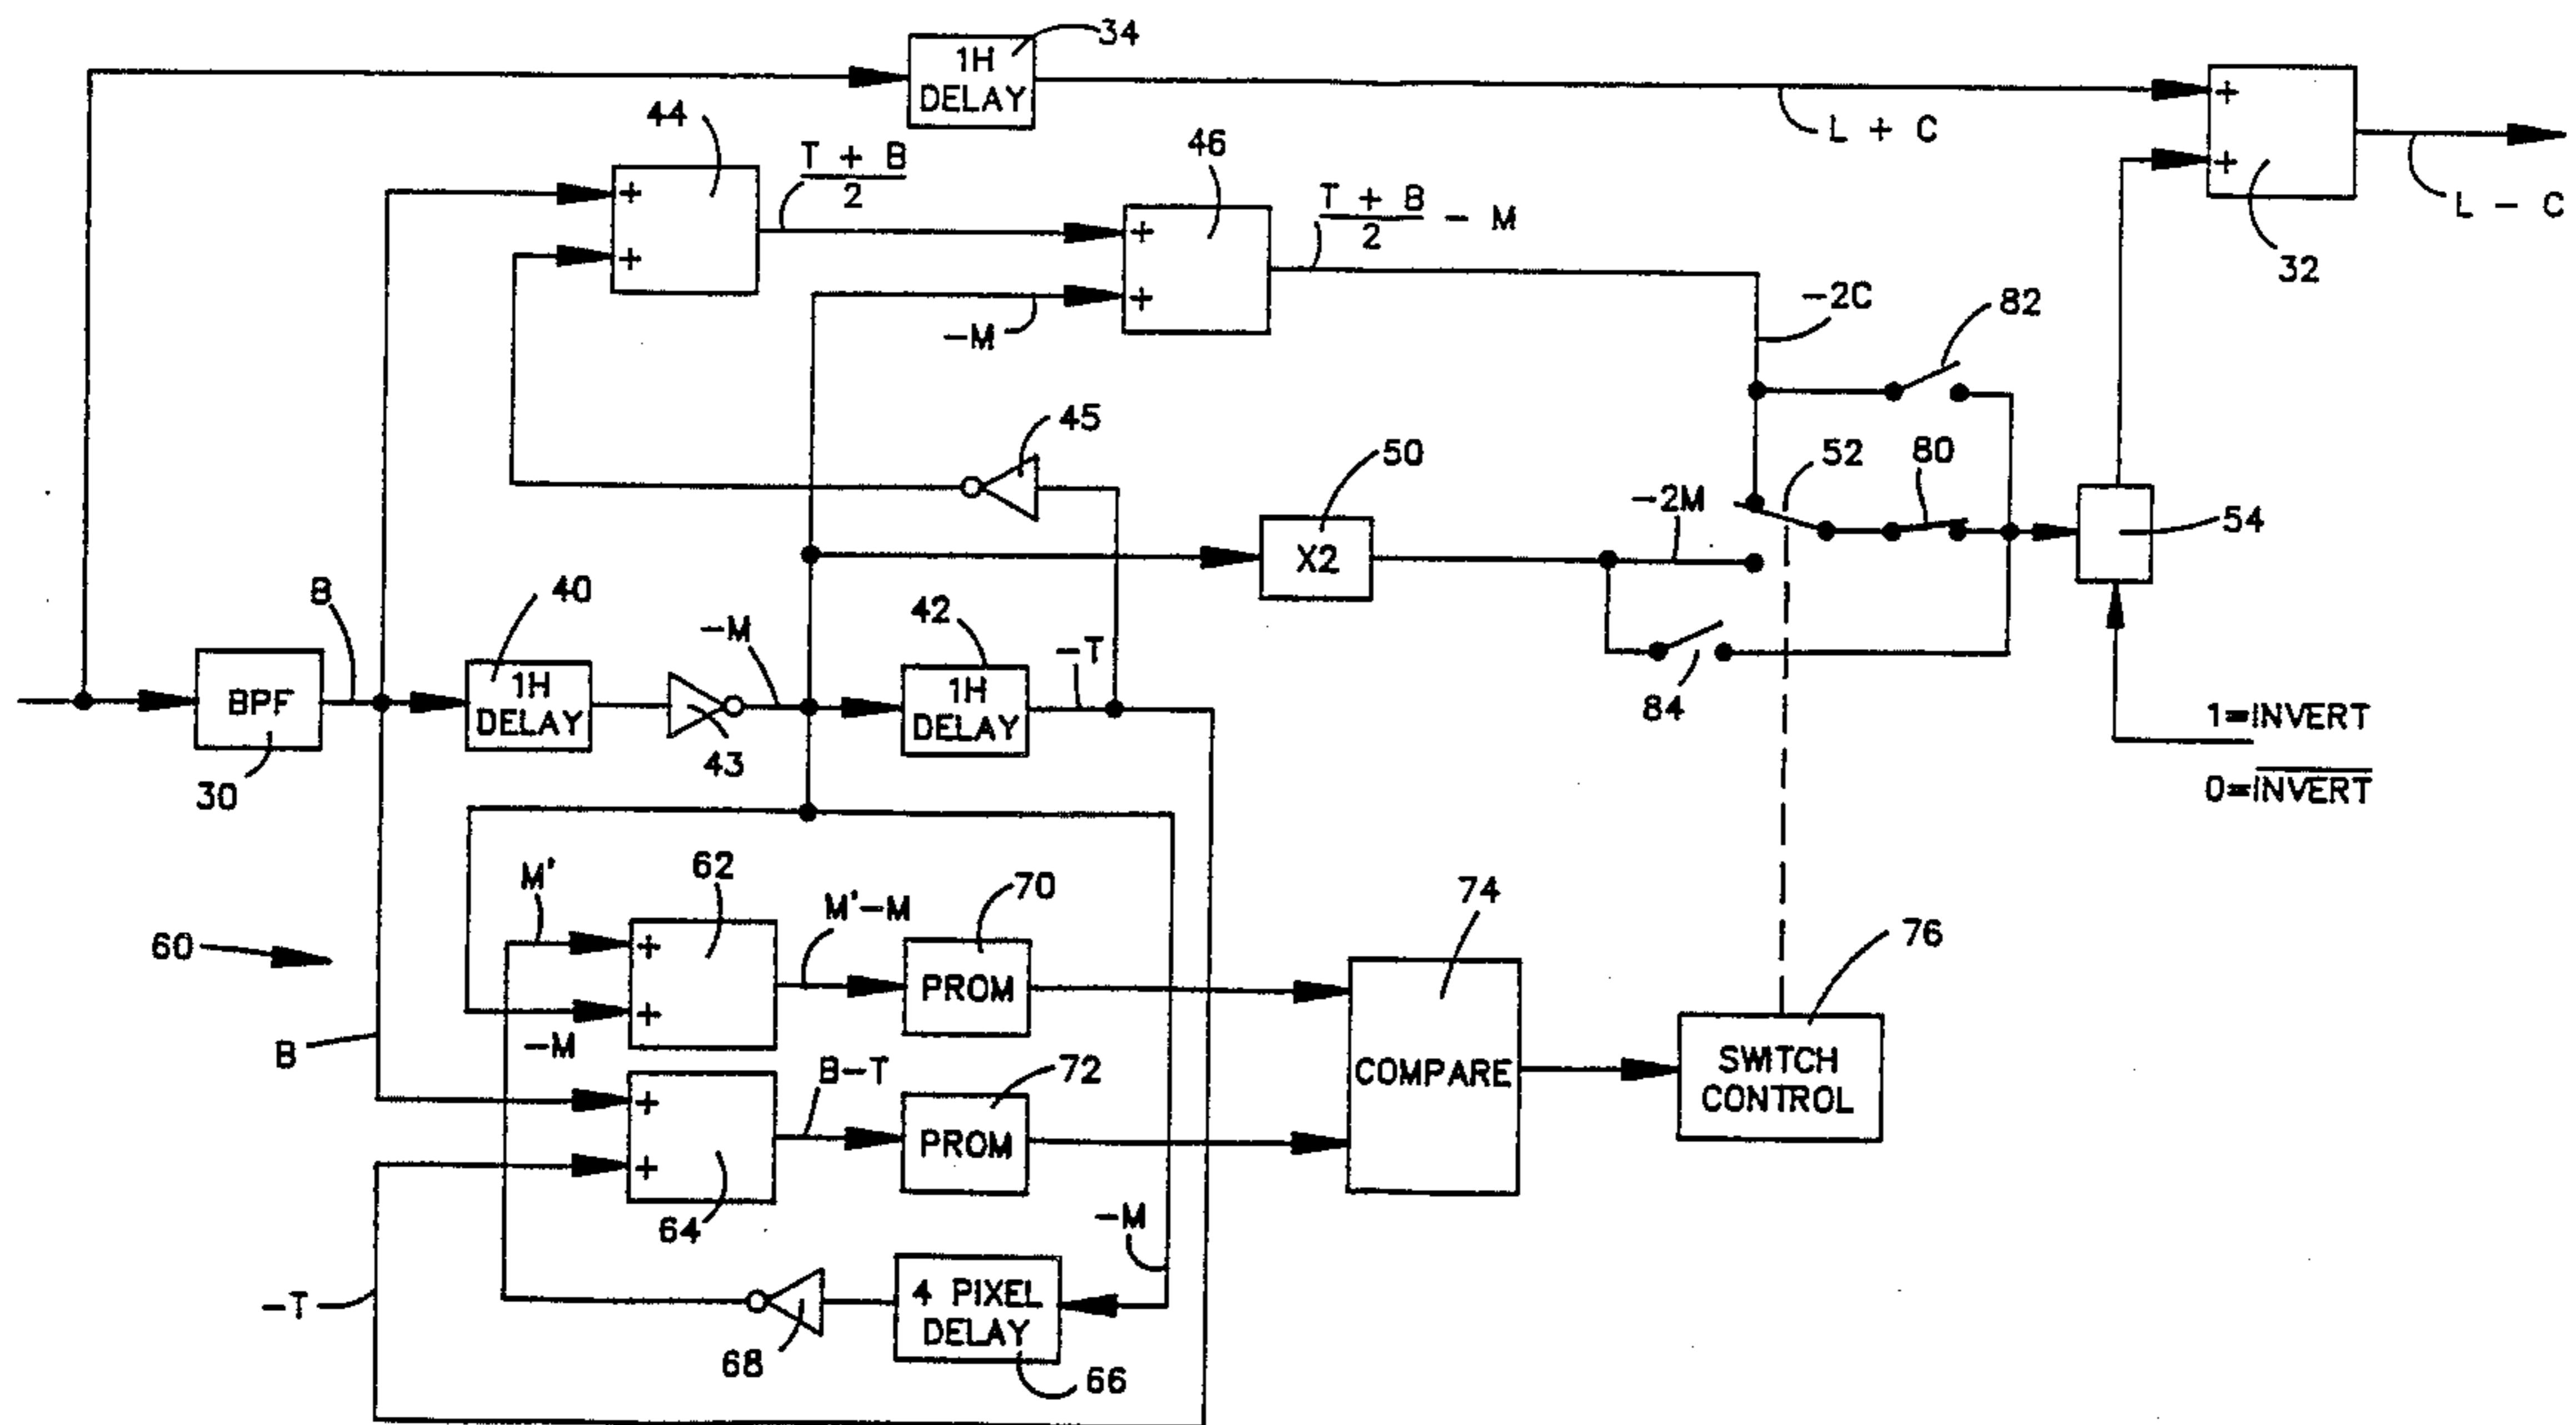 34
1H
DELAY
L + C
+
+
32
L - C
44
+
+
T + B
2
46
+
+
T + B
2
- M
-M
-2C
82
45
50
X2
-2M
52
80
54
84
1=INVERT
0=INVERT
B
BPF
30
40
1H
DELAY
43
-M
42
1H
DELAY
-T
60
B
M'
-M
62
+
+
M'-M
70
PROM
64
+
+
B-T
72
PROM
74
COMPARE
76
SWITCH
CONTROL
-M
-T
68
4 PIXEL
DELAY
66